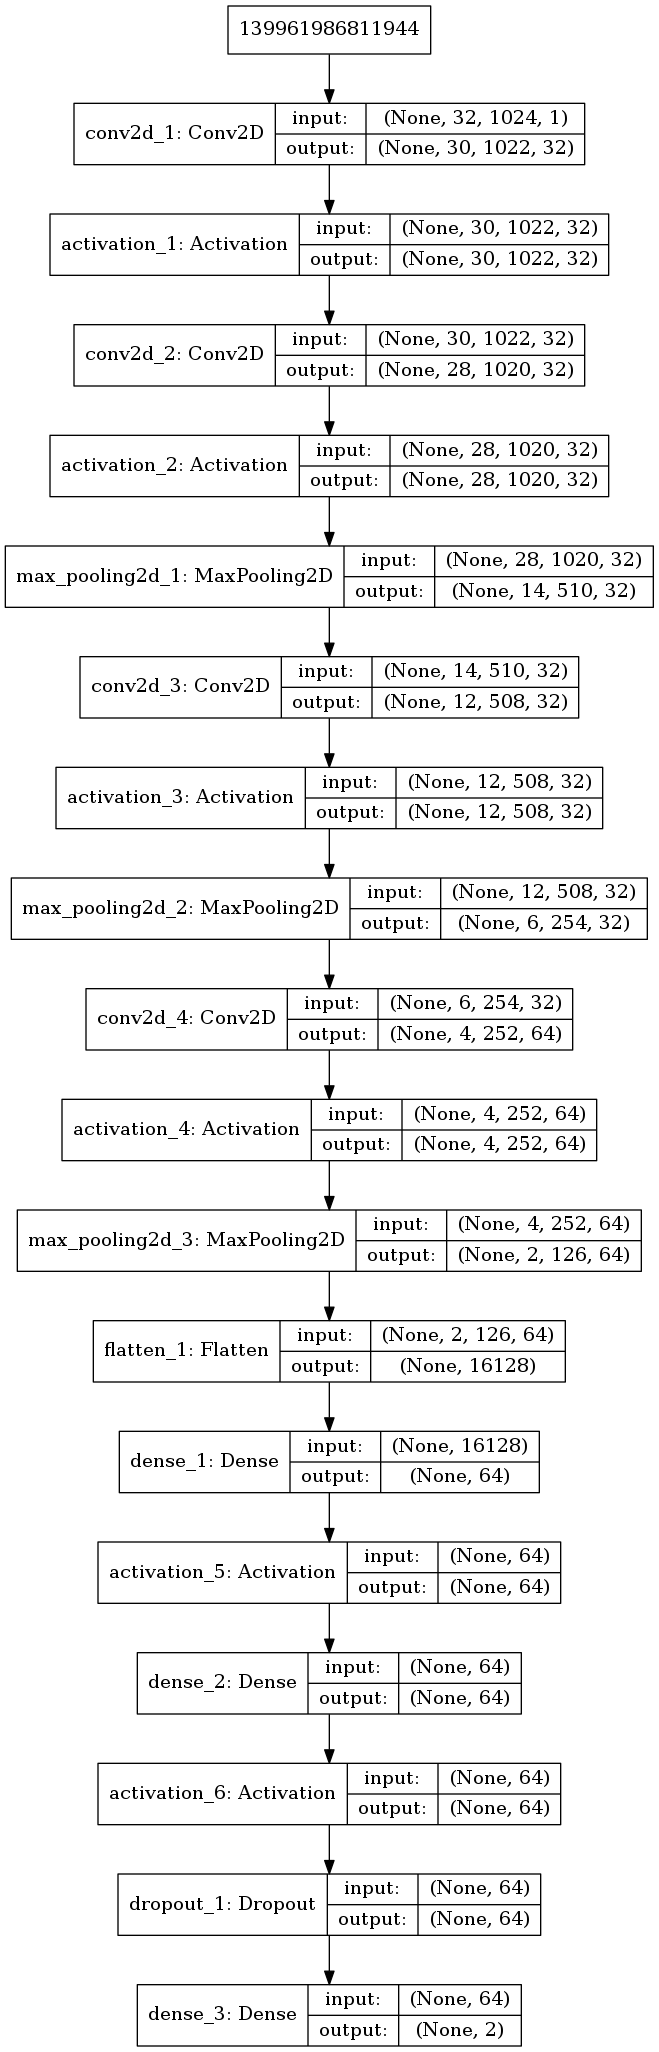 139961986811944
conv2d_1: Conv2D
input: (None, 32, 1024, 1)
output: (None, 30, 1022, 32)
activation_1: Activation
input: (None, 30, 1022, 32)
output: (None, 30, 1022, 32)
conv2d_2: Conv2D
input: (None, 30, 1022, 32)
output: (None, 28, 1020, 32)
activation_2: Activation
input: (None, 28, 1020, 32)
output: (None, 28, 1020, 32)
max_pooling2d_1: MaxPooling2D
input: (None, 28, 1020, 32)
output: (None, 14, 510, 32)
conv2d_3: Conv2D
input: (None, 14, 510, 32)
output: (None, 12, 508, 32)
activation_3: Activation
input: (None, 12, 508, 32)
output: (None, 12, 508, 32)
max_pooling2d_2: MaxPooling2D
input: (None, 12, 508, 32)
output: (None, 6, 254, 32)
conv2d_4: Conv2D
input: (None, 6, 254, 32)
output: (None, 4, 252, 64)
activation_4: Activation
input: (None, 4, 252, 64)
output: (None, 4, 252, 64)
max_pooling2d_3: MaxPooling2D
input: (None, 4, 252, 64)
output: (None, 2, 126, 64)
flatten_1: Flatten
input: (None, 2, 126, 64)
output: (None, 16128)
dense_1: Dense
input: (None, 16128)
output: (None, 64)
activation_5: Activation
input: (None, 64)
output: (None, 64)
dense_2: Dense
input: (None, 64)
output: (None, 64)
activation_6: Activation
input: (None, 64)
output: (None, 64)
dropout_1: Dropout
input: (None, 64)
output: (None, 64)
dense_3: Dense
input: (None, 64)
output: (None, 2)